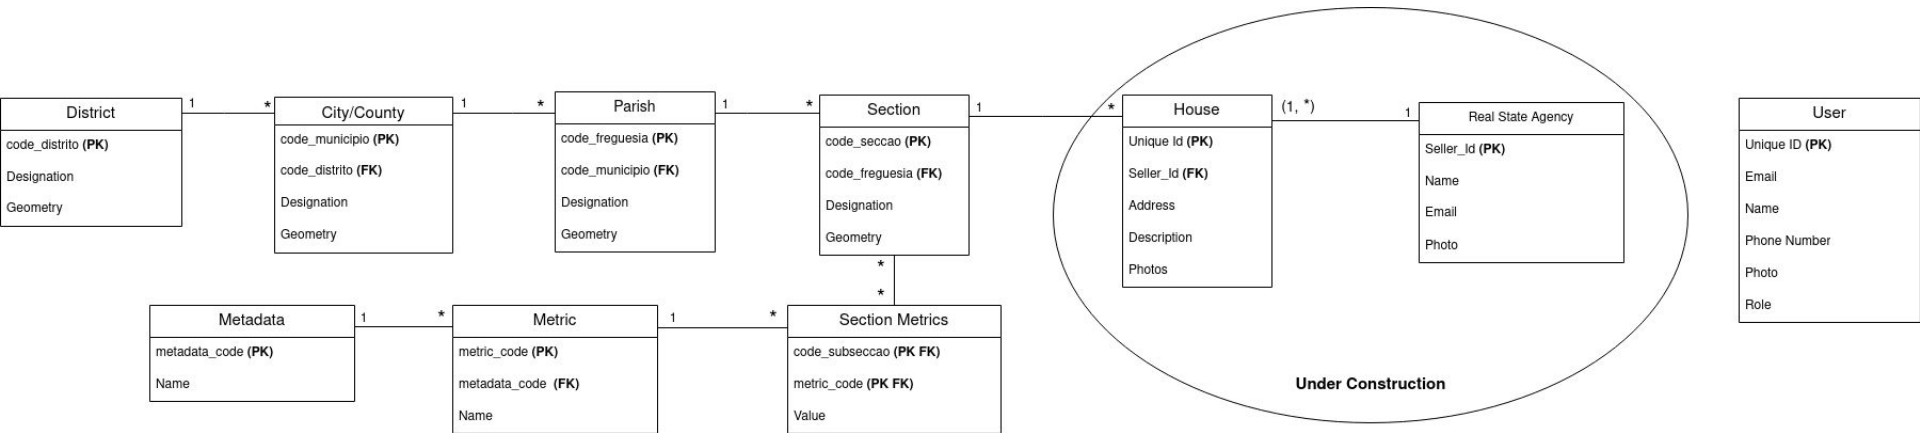 District
code_distrito (PK)
Designation
Geometry
1
*
City/County
code_municipio (PK)
code_distrito (FK)
Designation
Geometry
1
*
Parish
code_freguesia (PK)
code_municipio (FK)
Designation
Geometry
1
*
Section
code_seccao (PK)
code_freguesia (FK)
Designation
Geometry
1
*
House
Unique Id (PK)
Seller_Id (FK)
Address
Description
Photos
(1, *)
1
Real State Agency
Seller_Id (PK)
Name
Email
Photo
Under Construction
User
Unique ID (PK)
Email
Name
Phone Number
Photo
Role
*
*
Metadata
metadata_code (PK)
Name
1
*
Metric
metric_code (PK)
metadata_code (FK)
Name
1
*
Section Metrics
code_subseccao (PK FK)
metric_code (PK FK)
Value